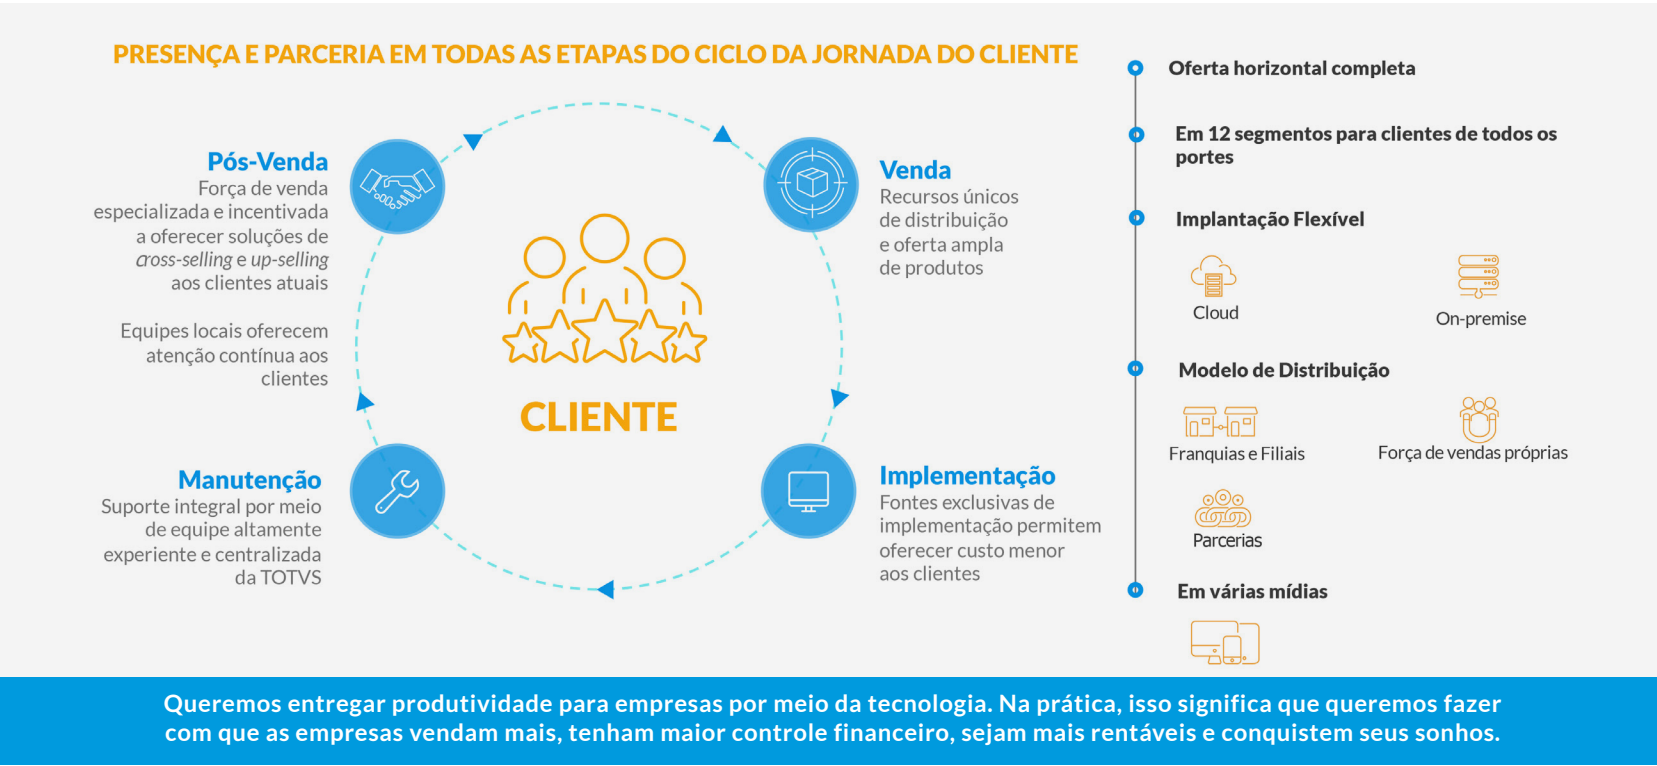 PRESENÇA E PARCERIA EM TODAS AS ETAPAS DO CICLO DA JORNADA DO CLIENTE
Pós-Venda
Força de venda
especializada e incentivada
a oferecer soluções de
cross-selling e up-selling
aos clientes atuais
Equipes locais oferecem
atenção contínua aos
clientes
Venda
Recursos únicos
de distribuição
e oferta ampla
de produtos
CLIENTE
Manutenção
Suporte integral por meio
de equipe altamente
experiente e centralizada
da TOTVS
Implementação
Fontes exclusivas de
implementação permitem
oferecer custo menor
aos clientes
Oferta horizontal completa
Em 12 segmentos para clientes de todos os
portes
Implantação Flexível
Cloud
On-premise
Modelo de Distribuição
Franquias e Filiais
Força de vendas próprias
Parcerias
Em várias mídias
Queremos entregar produtividade para empresas por meio da tecnologia. Na prática, isso significa que queremos fazer
com que as empresas vendam mais, tenham maior controle financeiro, sejam mais rentáveis e conquistem seus sonhos.